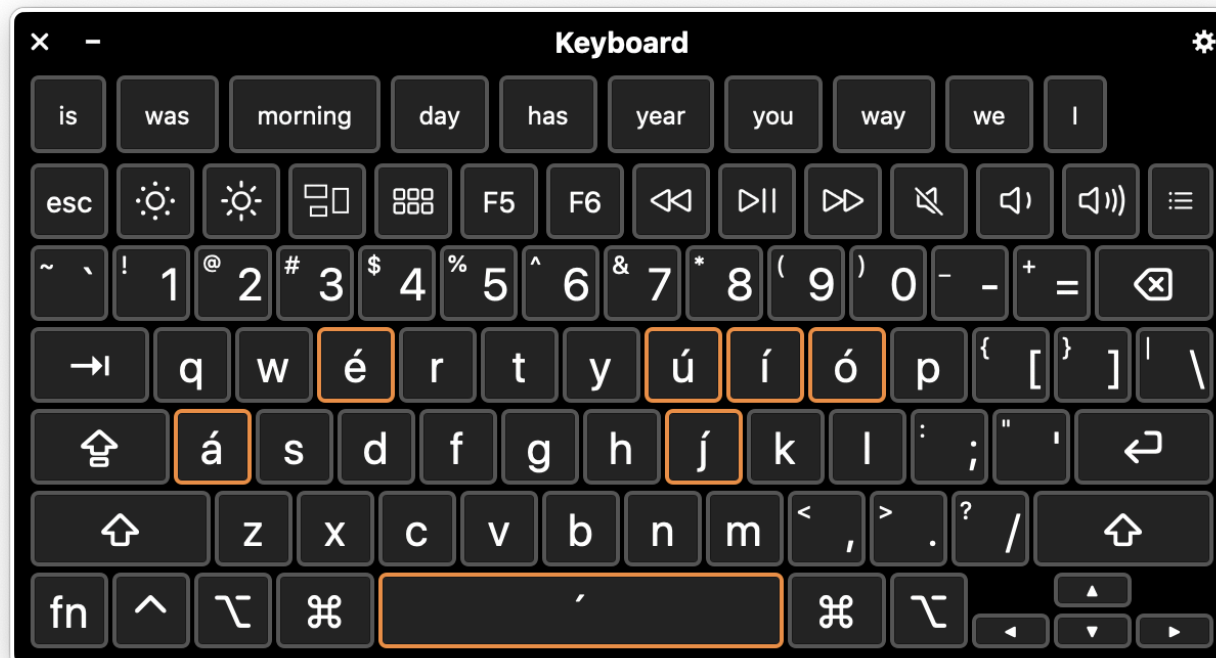 Keyboard
is was morning day has year you way we I
esc F5 F6
~ ` ! 1 @ 2 # 3 $ 4 % 5 ^ 6 & 7 * 8 ( 9 ) 0 _ - + =
q w é r t y ú í ó p { [ } ] | \
á s d f g h j́ k l : ; " '
z x c v b n m < , > . ? /
fn ^ ⌥ ⌘ ´ ⌘ ⌥